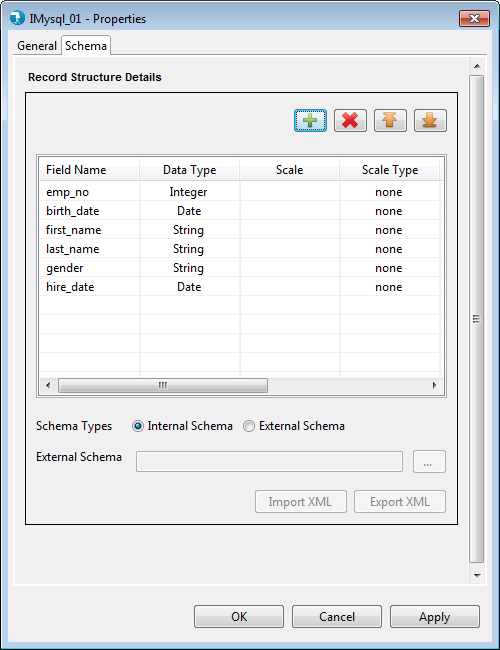 IMysql_01 - Properties
General Schema
Record Structure Details
Field Name Data Type Scale Scale Type
emp_no Integer none
birth_date Date none
first_name String none
last_name String none
gender String none
hire_date Date none
Schema Types Internal Schema External Schema
External Schema ...
Import XML Export XML
OK Cancel Apply